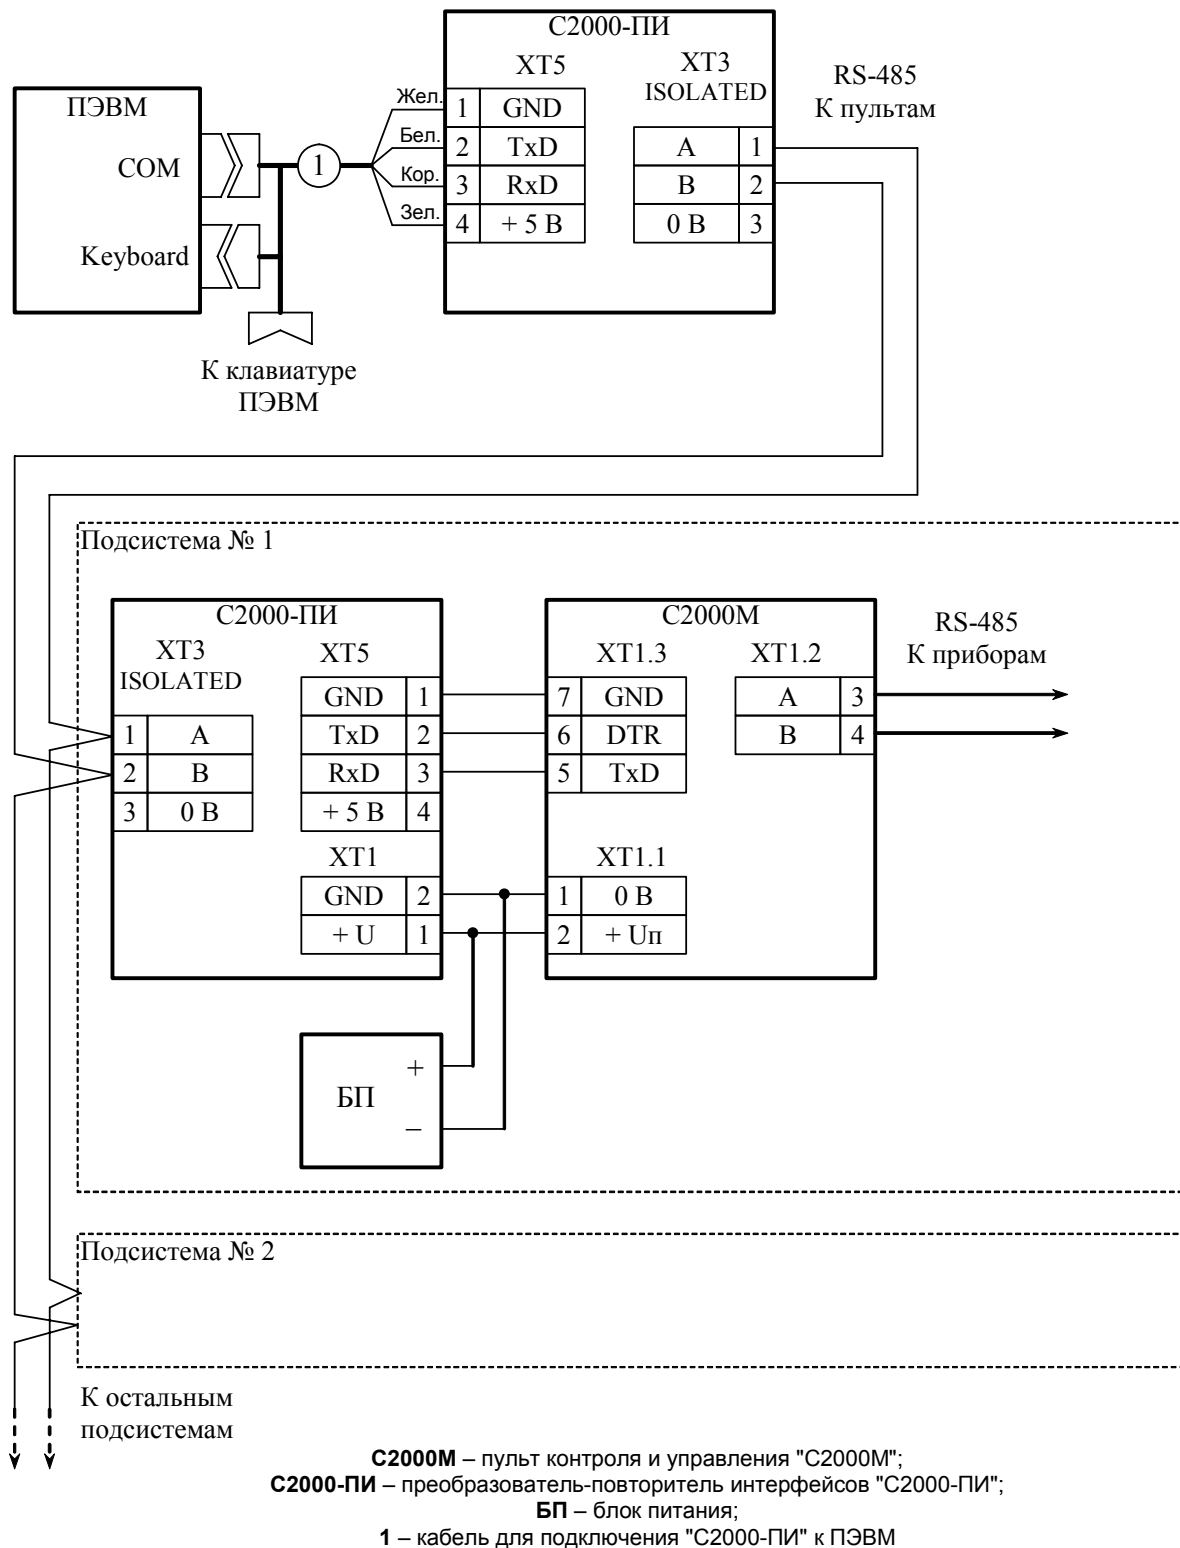 С2000-ПИ
XT5
XT3
ISOLATED
RS-485
К пультам
ПЭВМ
COM
Keyboard
1
Жел.
Бел.
Кор.
Зел.
1 GND
2 TxD
3 RxD
4 + 5 В
A 1
B 2
0 В 3
К клавиатуре
ПЭВМ
Подсистема № 1
С2000-ПИ
XT3
ISOLATED
XT5
1 A
2 B
3 0 В
GND 1
TxD 2
RxD 3
+ 5 В 4
XT1
GND 2
+ U 1
С2000М
XT1.3
XT1.2
7 GND
6 DTR
5 TxD
A 3
B 4
XT1.1
1 0 В
2 + Uп
RS-485
К приборам
БП
+
–
Подсистема № 2
К остальным
подсистемам
С2000М – пульт контроля и управления "С2000М";
С2000-ПИ – преобразователь-повторитель интерфейсов "С2000-ПИ";
БП – блок питания;
1 – кабель для подключения "С2000-ПИ" к ПЭВМ